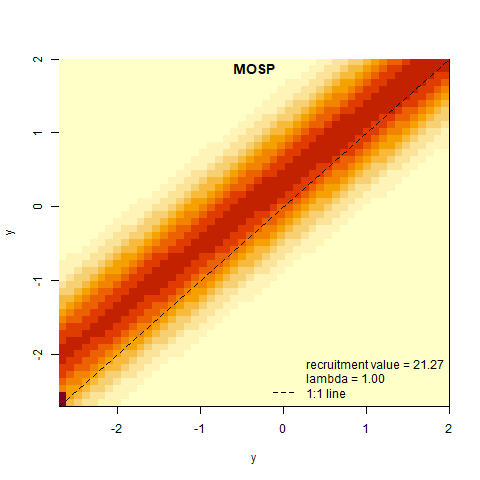 MOSP
2
1
0
-1
-2
y
recruitment value = 21.27
lambda = 1.00
1:1 line
-2 -1 0 1 2
y